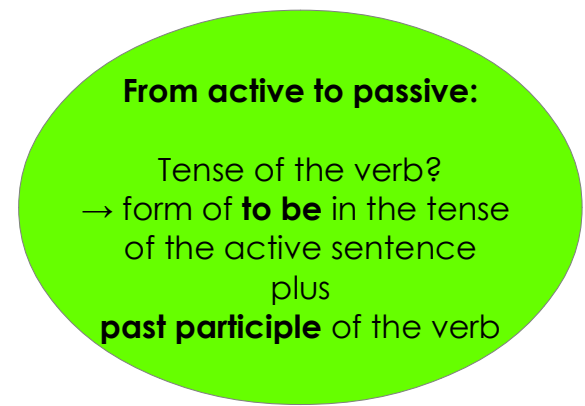 From active to passive:
Tense of the verb?
→ form of to be in the tense
of the active sentence
plus
past participle of the verb